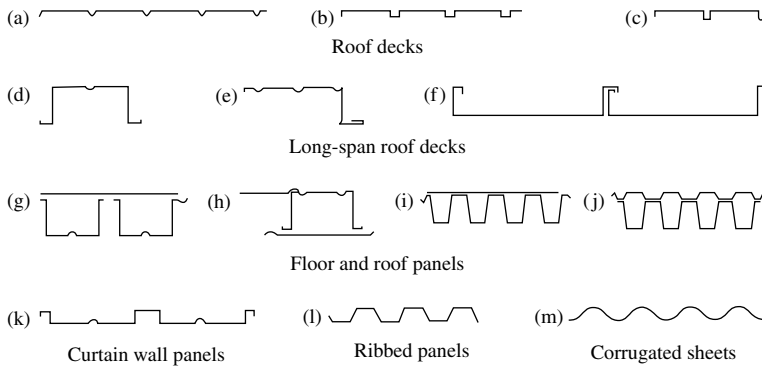 (a) (b) (c)
Roof decks
(d) (e) (f)
Long-span roof decks
(g) (h) (i) (j)
Floor and roof panels
(k) (l) (m)
Curtain wall panels Ribbed panels Corrugated sheets